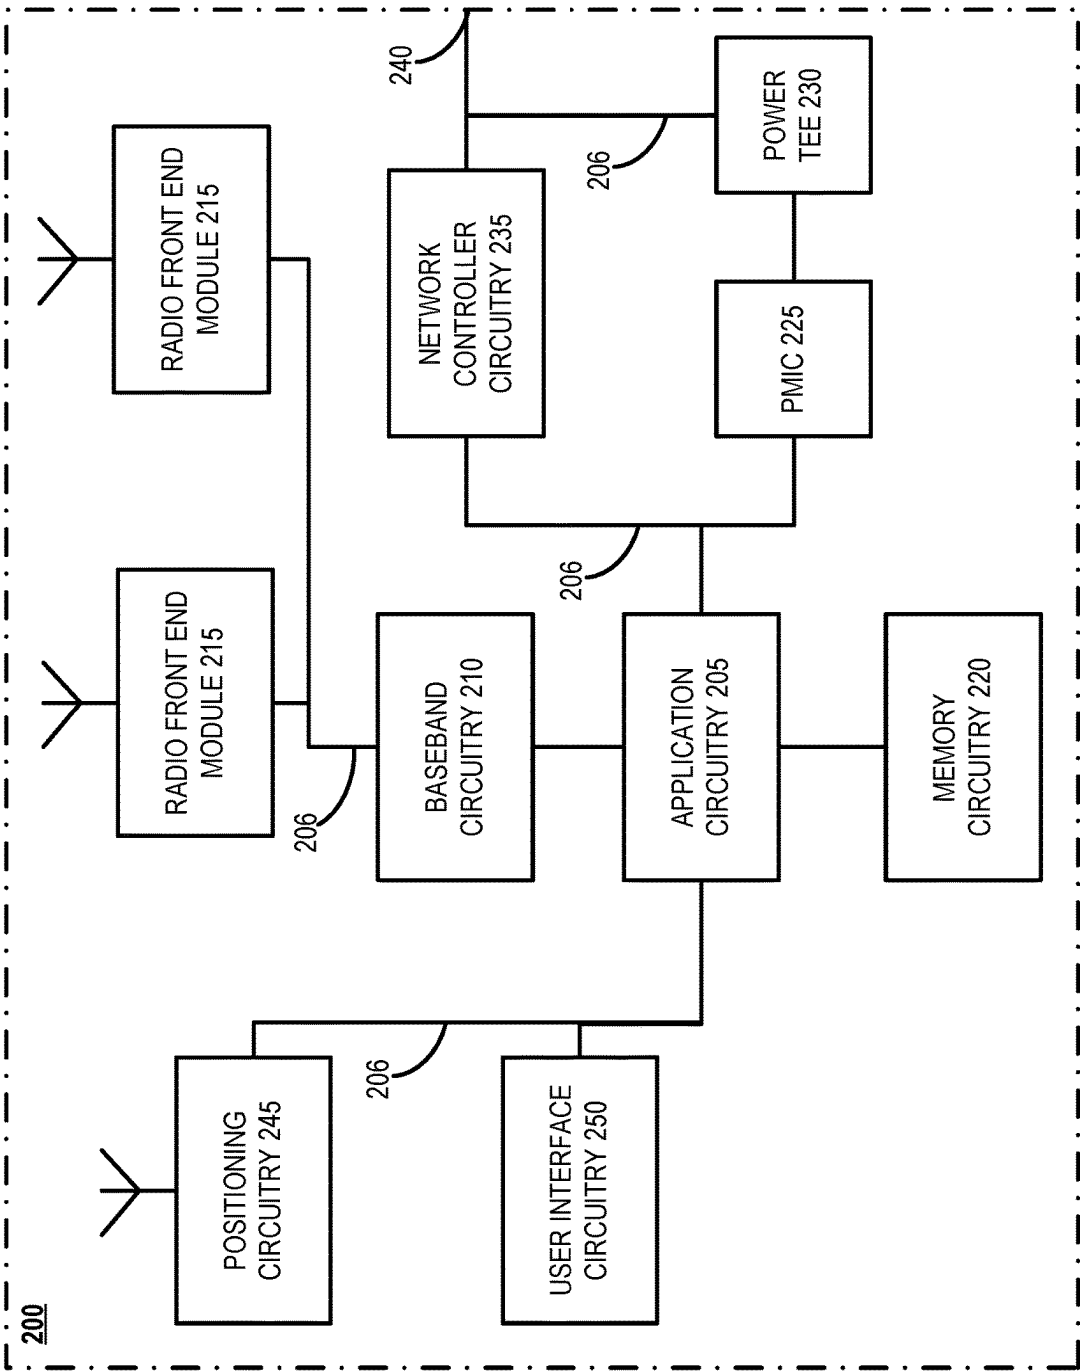 200
POSITIONING
CIRCUITRY 245
USER INTERFACE
CIRCUITRY 250
206
RADIO FRONT END
MODULE 215
RADIO FRONT END
MODULE 215
206
BASEBAND
CIRCUITRY 210
APPLICATION
CIRCUITRY 205
MEMORY
CIRCUITRY 220
206
NETWORK
CONTROLLER
CIRCUITRY 235
PMIC 225
206
240
POWER
TEE 230